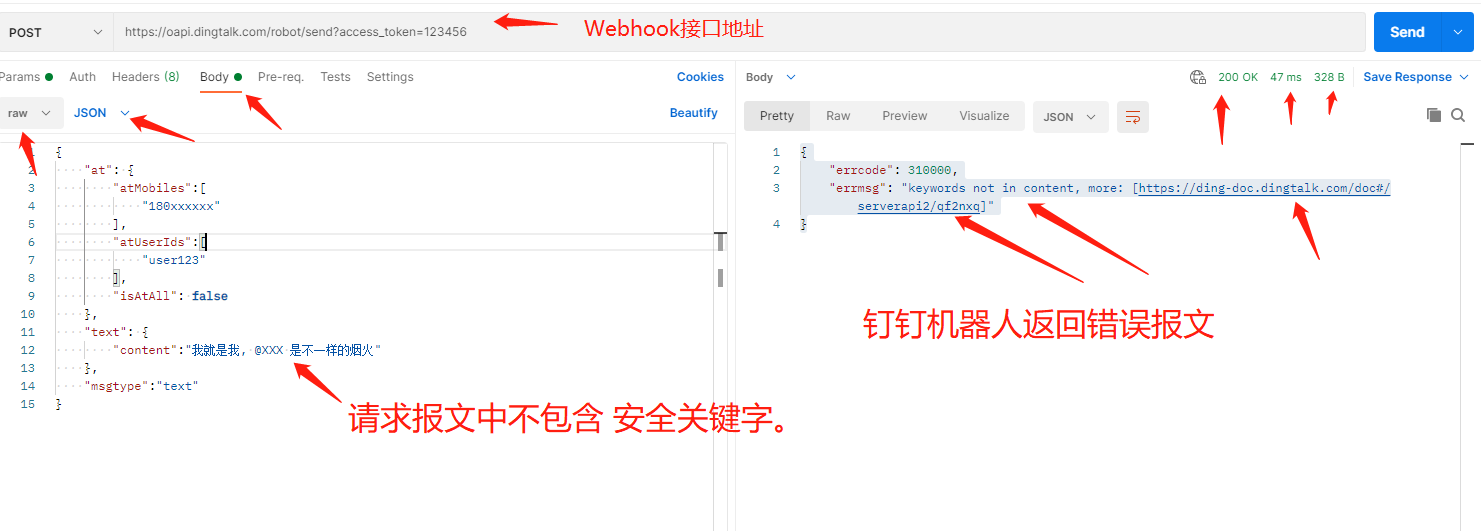 POST
https://oapi.dingtalk.com/robot/send?access_token=123456
Webhook接口地址
Send
Params
Auth
Headers (8)
Body
Pre-req.
Tests
Settings
Cookies
raw
JSON
Beautify
1 {
2 "at": {
3 "atMobiles":[
4 "180xxxxxx"
5 ],
6 "atUserIds":[
7 "user123"
8 ],
9 "isAtAll": false
10 },
11 "text": {
12 "content":"我就是我, @XXX 是不一样的烟火"
13 },
14 "msgtype":"text"
15 }
请求报文中不包含 安全关键字。
Body
200 OK
47 ms
328 B
Save Response
Pretty
Raw
Preview
Visualize
JSON
1 {
2 "errcode": 310000,
3 "errmsg": "keywords not in content, more: [https://ding-doc.dingtalk.com/doc#/
serverapi2/qf2nxq]"
4 }
钉钉机器人返回错误报文